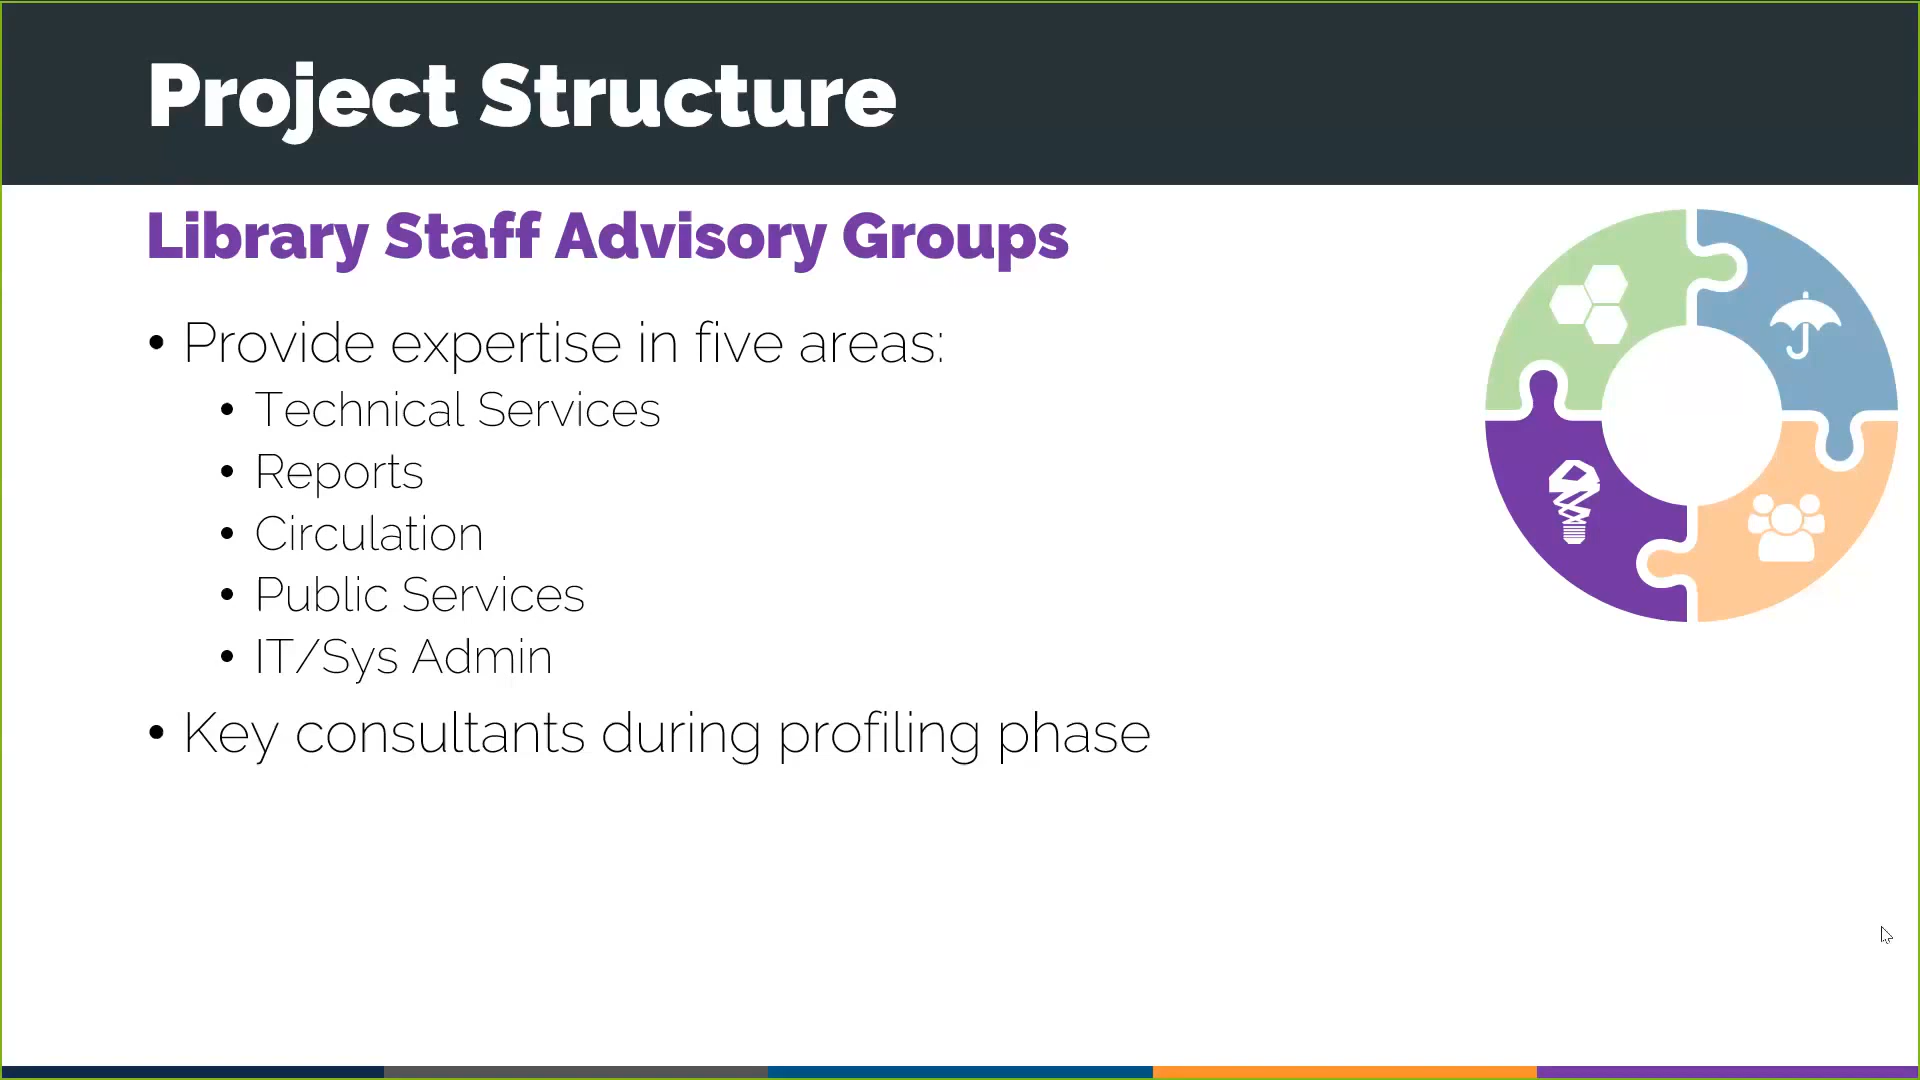 Project Structure
Library Staff Advisory Groups
• Provide expertise in five areas:
• Technical Services
• Reports
• Circulation
• Public Services
• IT/Sys Admin
• Key consultants during profiling phase